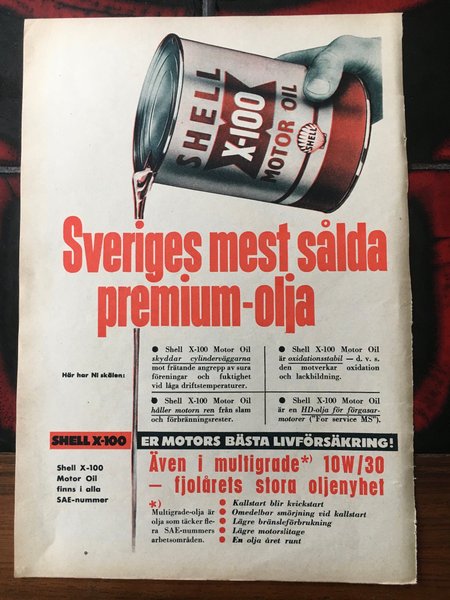 SHELL
X-100
MOTOR OIL
SHELL
Sveriges mest sålda
premium-olja
Här har NI skälen:
● Shell X-100 Motor Oil
skyddar cylinderväggarna
mot frätande angrepp av sura
föreningar och fuktighet
vid låga driftstemperaturer.
● Shell X-100 Motor Oil
är oxidationsstabil — d. v. s.
den motverkar oxidation
och lackbildning.
● Shell X-100 Motor Oil
håller motorn ren från slam
och förbränningsrester.
● Shell X-100 Motor Oil
är en HD-olja för förgasar-
motorer ("For service MS").
SHELL X-100
ER MOTORS BÄSTA LIVFÖRSÄKRING!
Shell X-100
Motor Oil
finns i alla
SAE-nummer
Även i multigrade*) 10W/30
— fjolårets stora oljenyhet
*)
Multigrade-olja är
olja som täcker fle-
ra SAE-nummers
arbetsområden.
● Kallstart blir kvickstart
● Omedelbar smörjning vid kallstart
● Lägre bränsleförbrukning
● Lägre motorslitage
● En olja året runt